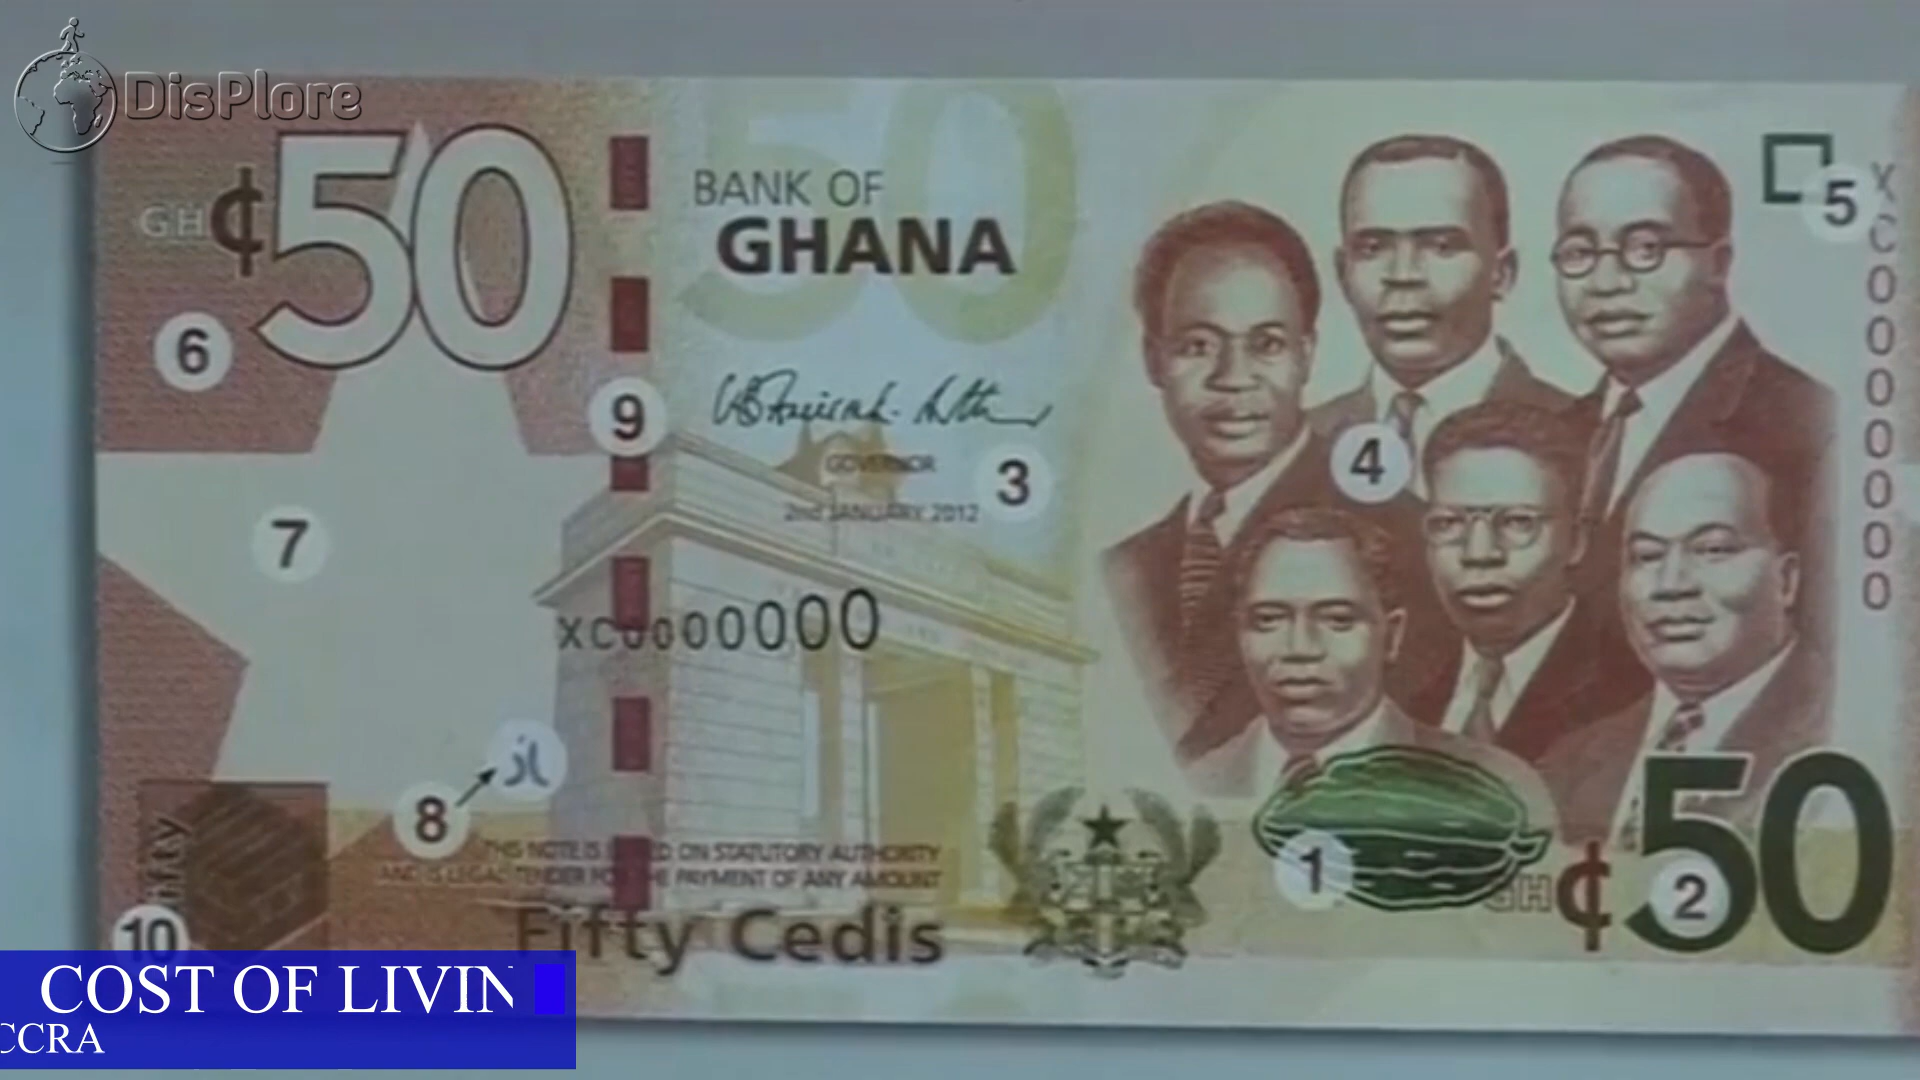 DisPlore
GH₵50
BANK OF
GHANA
5
XC0000000
6
9
4
GOVERNOR
3
2nd JANUARY 2012
7
XC0000000
8
fifty
THIS NOTE IS ISSUED ON STATUTORY AUTHORITY
AND IS LEGAL TENDER FOR THE PAYMENT OF ANY AMOUNT
1
GH₵50
2
10
Fifty Cedis
COST OF LIVIN
CCRA